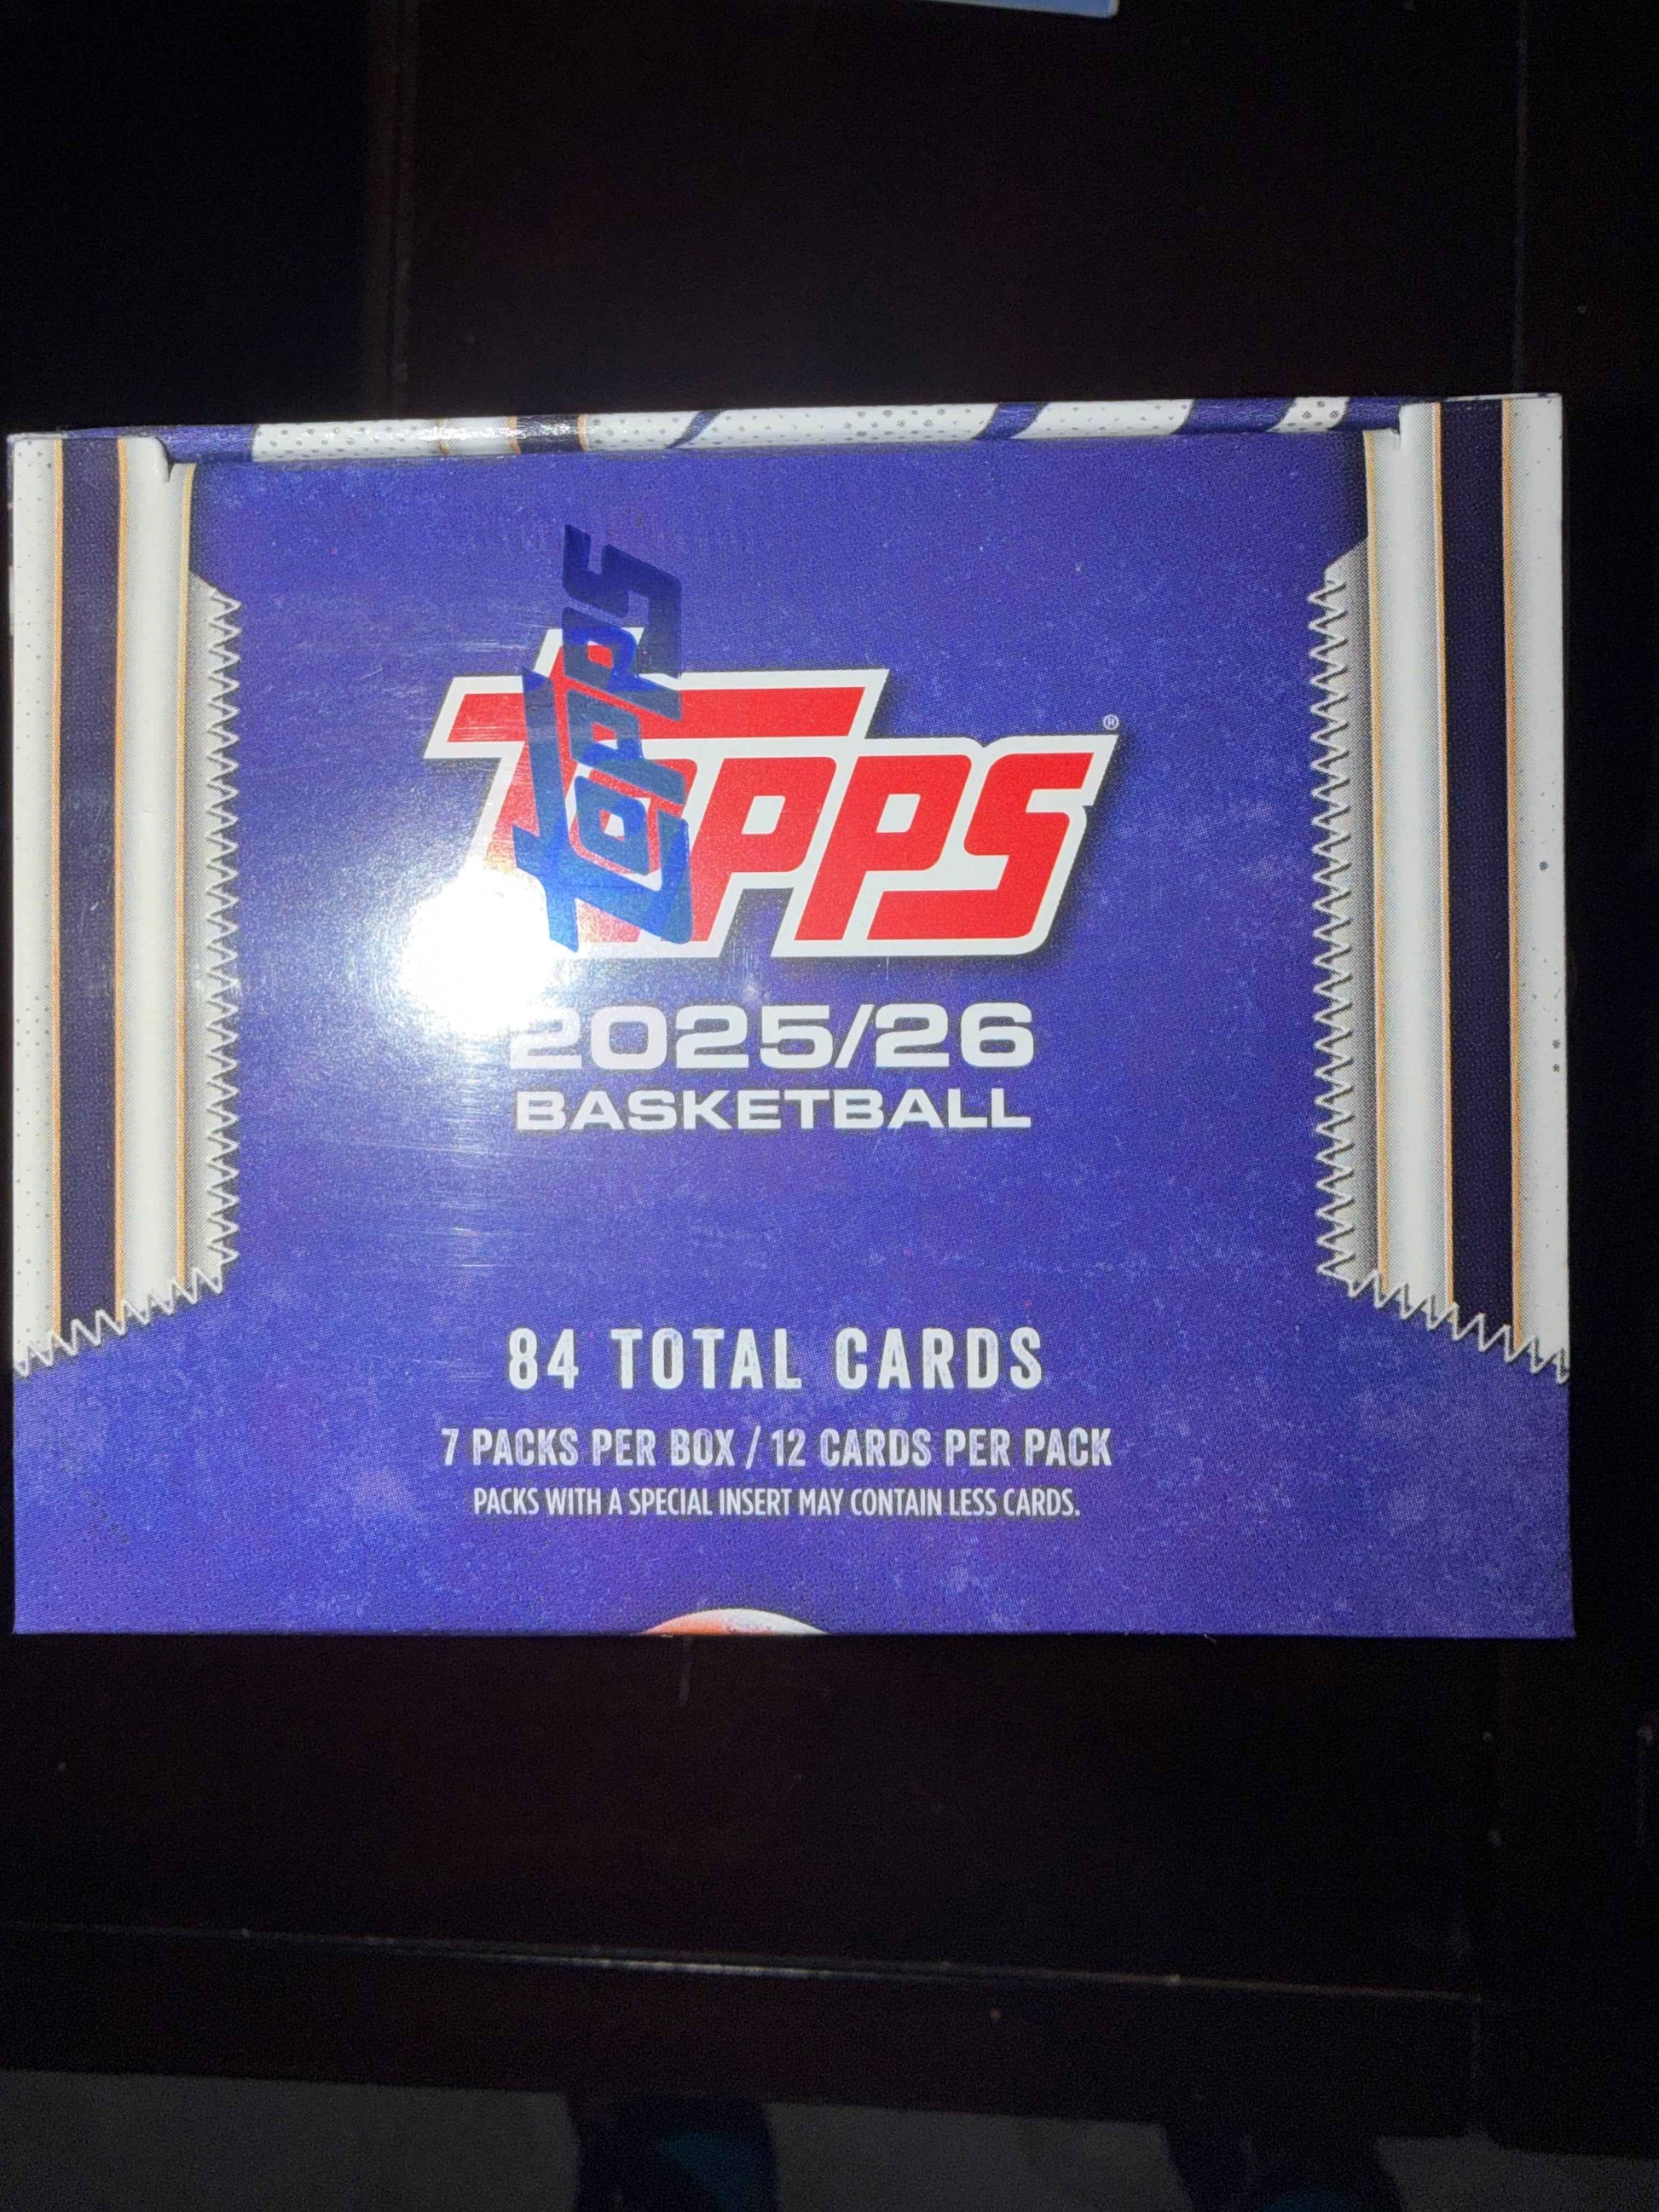 Topps
Topps®
2025/26
BASKETBALL
84 TOTAL CARDS
7 PACKS PER BOX / 12 CARDS PER PACK
PACKS WITH A SPECIAL INSERT MAY CONTAIN LESS CARDS.